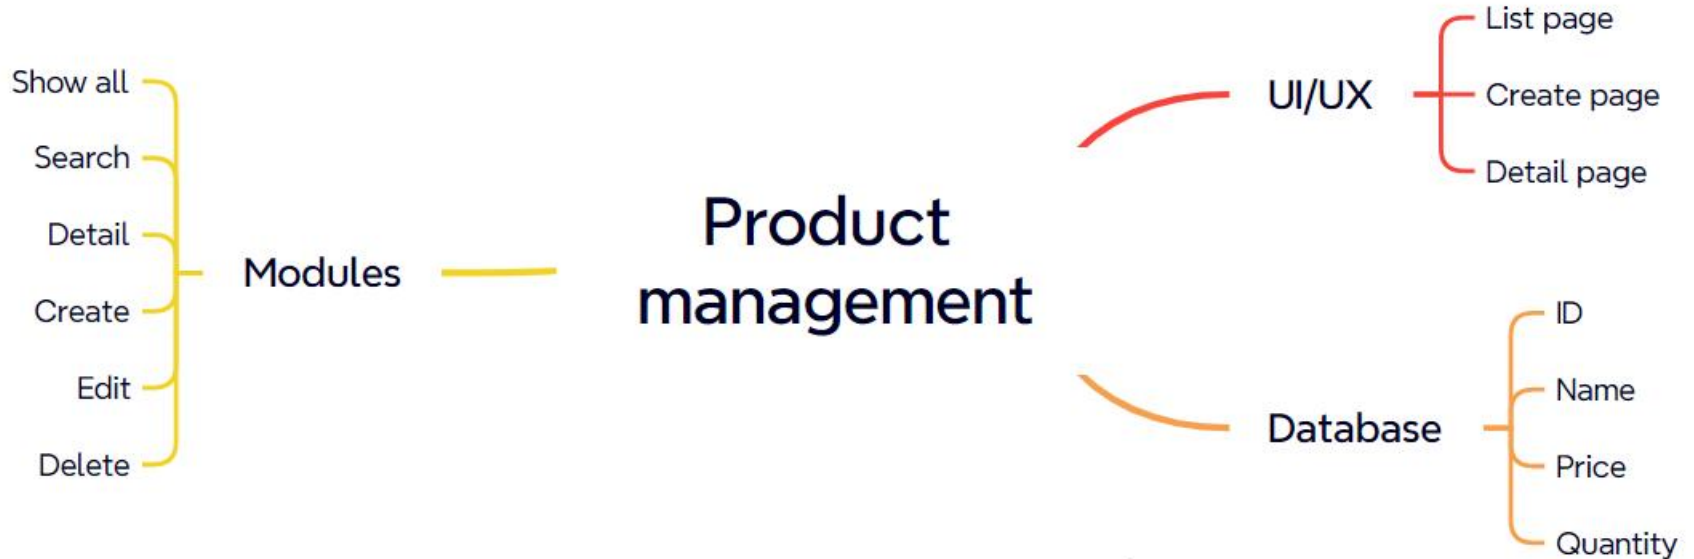 Product
management
UI/UX
List page
Create page
Detail page
Database
ID
Name
Price
Quantity
Modules
Show all
Search
Detail
Create
Edit
Delete